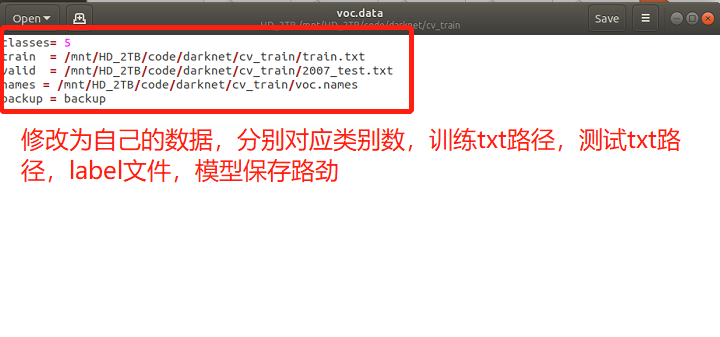 voc.data
Open
HD_2TB /mnt/HD_2TB/code/darknet/cv_train
Save
classes= 5
train  = /mnt/HD_2TB/code/darknet/cv_train/train.txt
valid  = /mnt/HD_2TB/code/darknet/cv_train/2007_test.txt
names = /mnt/HD_2TB/code/darknet/cv_train/voc.names
backup = backup
修改为自己的数据，分别对应类别数，训练txt路径，测试txt路
径，label文件，模型保存路劲